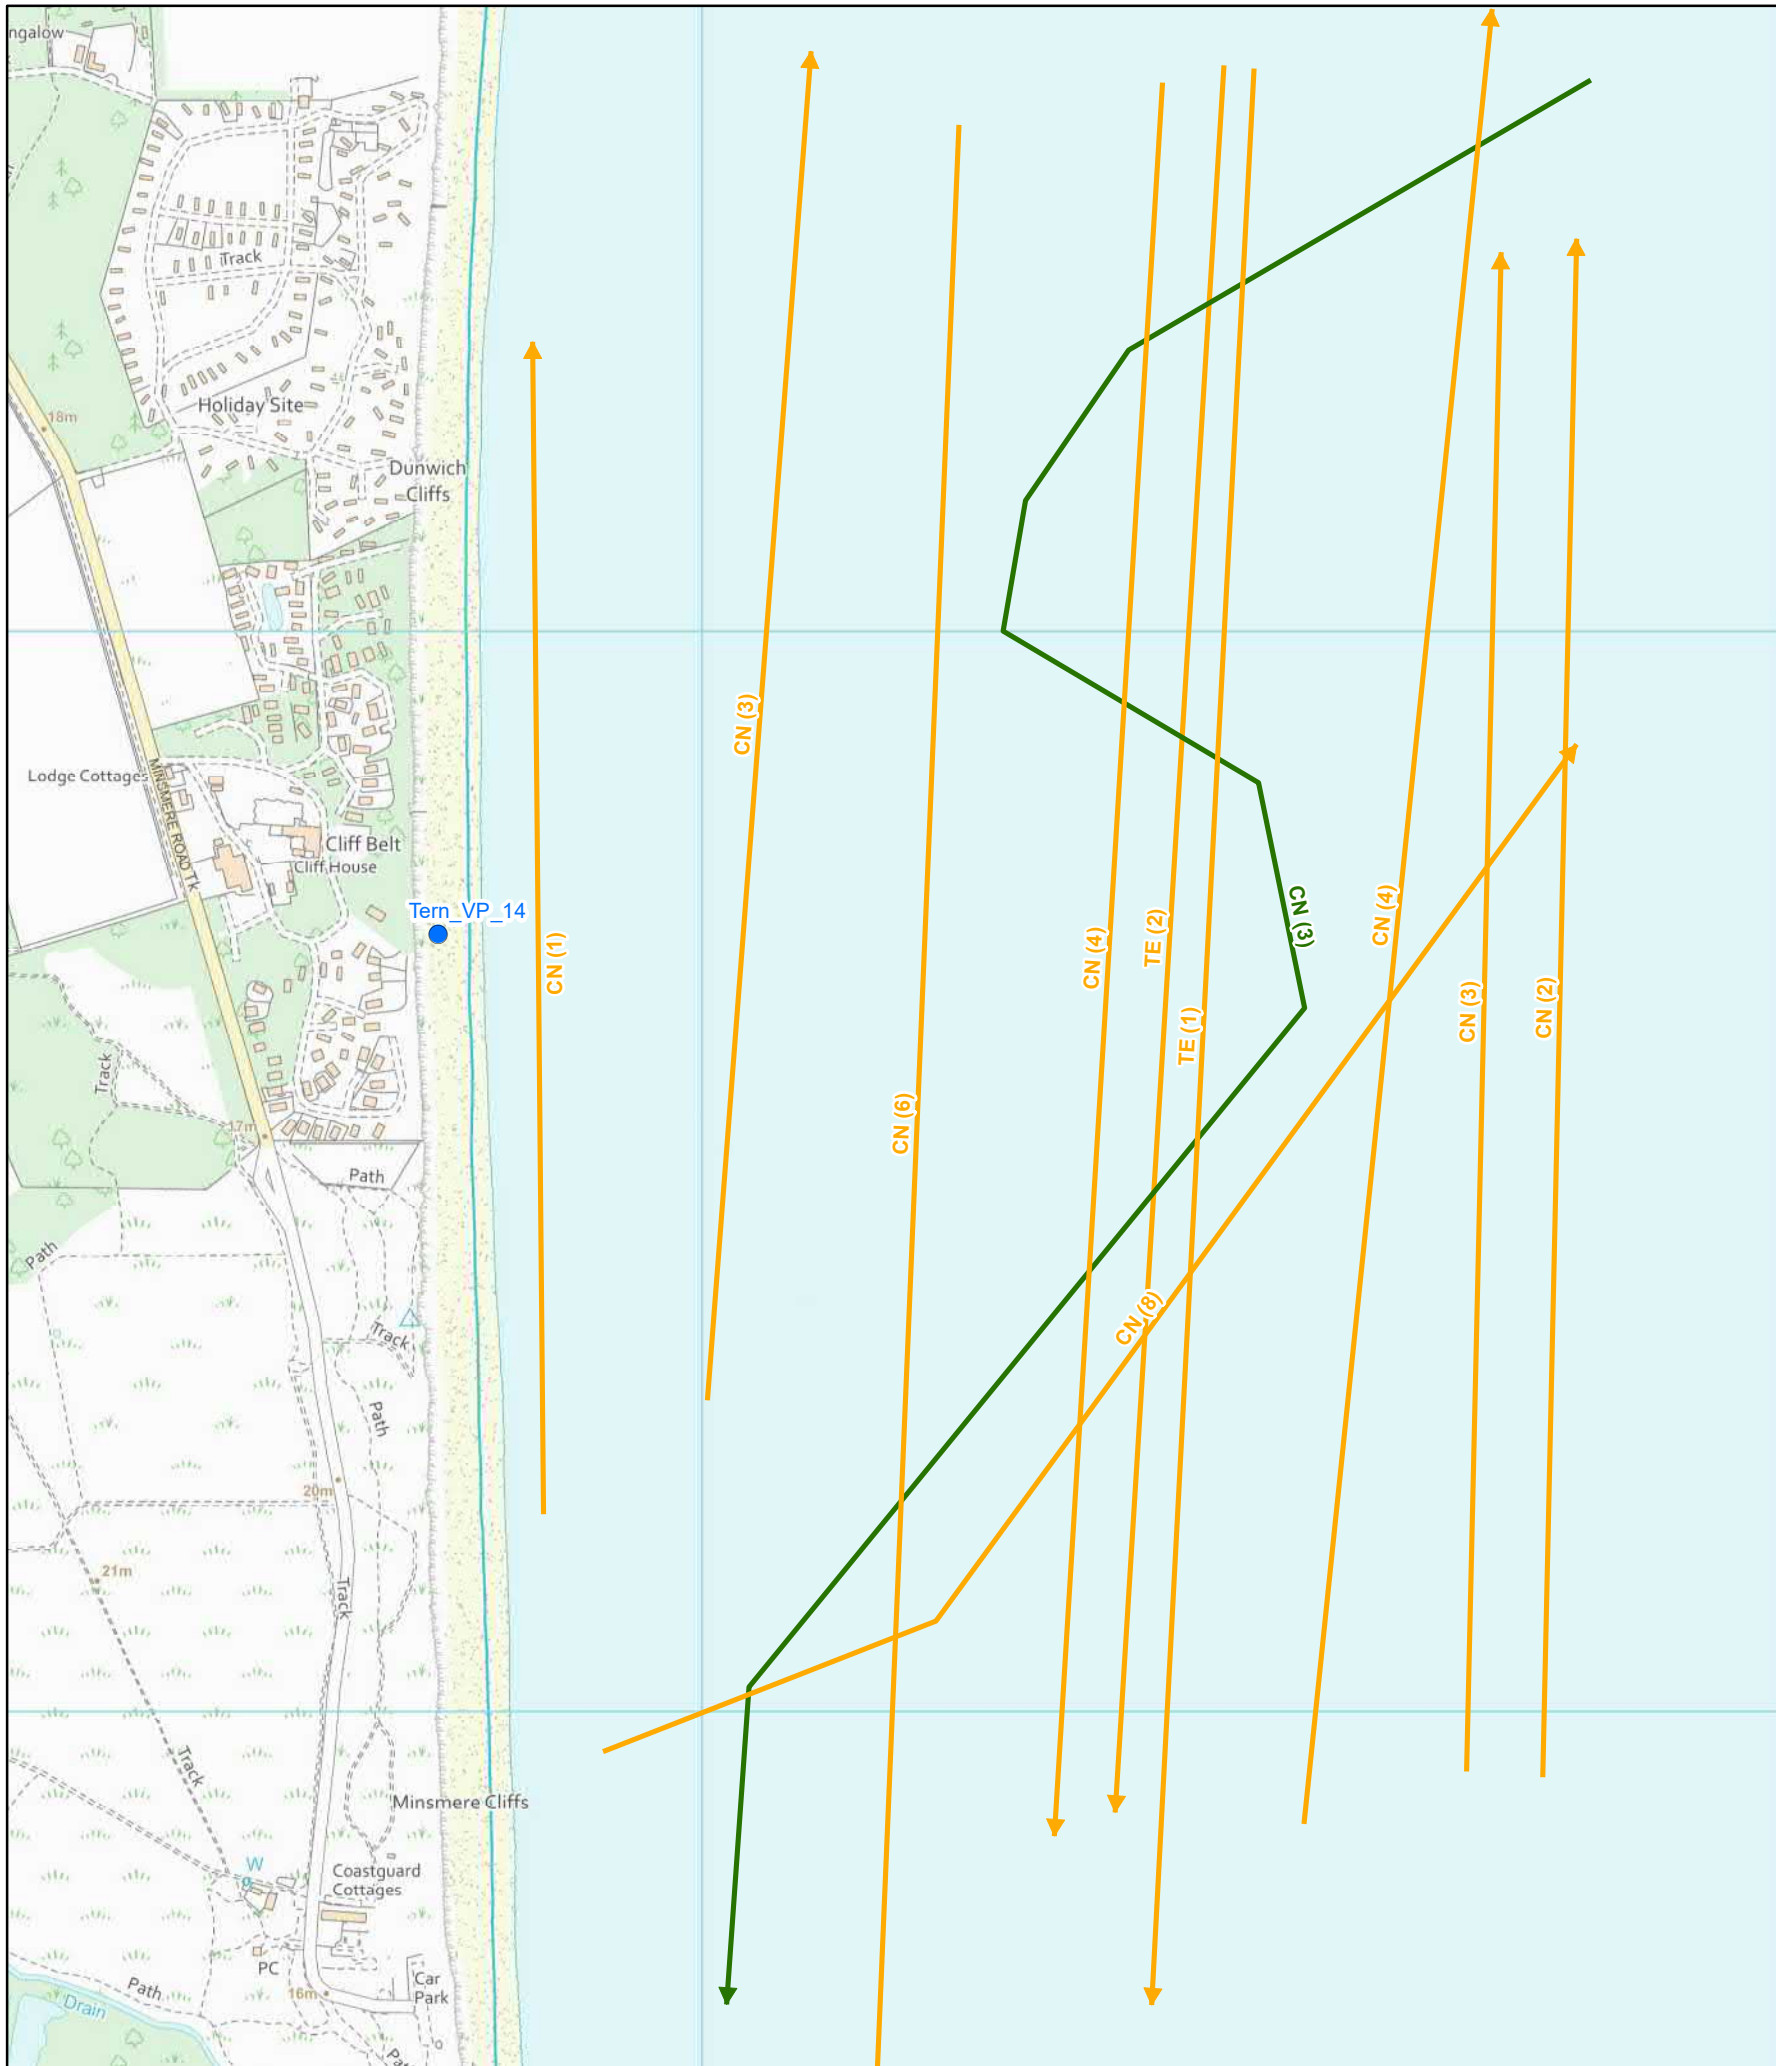 ngalow
Track
Holiday Site
18m
Dunwich
Cliffs
CN (3)
Lodge Cottages
MINSMERE ROAD Tk
Cliff Belt
Cliff House
Tern_VP_14
CN (1)
CN (4)
TE (2)
CN (3)
CN (4)
TE (1)
CN (3)
CN (2)
Track
CN (6)
17m
Path
Path
Track
CN (8)
Path
20m
21m
Track
Track
Minsmere Cliffs
W
Coastguard
Cottages
PC
Path
16m
Car
Park
Drain